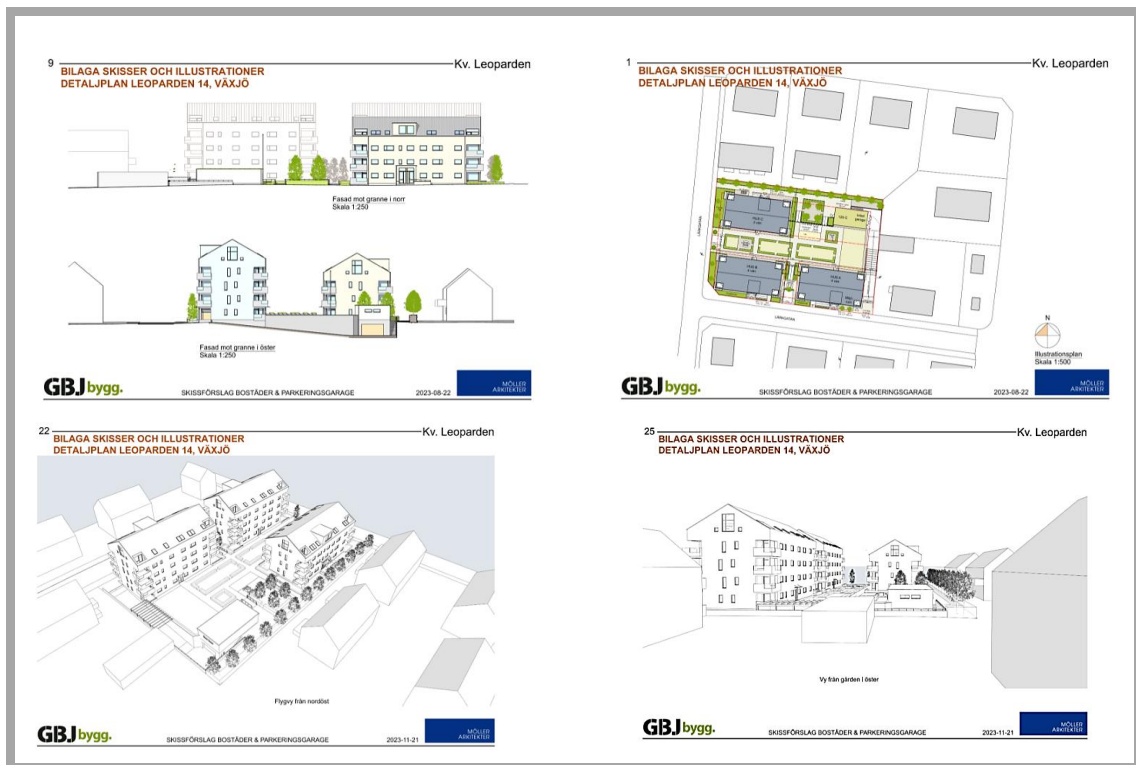 9
Kv. Leoparden
BILAGA SKISSER OCH ILLUSTRATIONER
DETALJPLAN LEOPARDEN 14, VÄXJÖ
Fasad mot granne i norr
Skala 1:250
Fasad mot granne i öster
Skala 1:250
GBJ bygg.
SKISSFÖRSLAG BOSTÄDER & PARKERINGSGARAGE
2023-08-22
MÖLLER
ARKITEKTER
1
Kv. Leoparden
BILAGA SKISSER OCH ILLUSTRATIONER
DETALJPLAN LEOPARDEN 14, VÄXJÖ
N
Illustrationsplan
Skala 1:500
GBJ bygg.
SKISSFÖRSLAG BOSTÄDER & PARKERINGSGARAGE
2023-08-22
MÖLLER
ARKITEKTER
22
Kv. Leoparden
BILAGA SKISSER OCH ILLUSTRATIONER
DETALJPLAN LEOPARDEN 14, VÄXJÖ
Flygvy från nordöst
GBJ bygg.
SKISSFÖRSLAG BOSTÄDER & PARKERINGSGARAGE
2023-11-21
MÖLLER
ARKITEKTER
25
Kv. Leoparden
BILAGA SKISSER OCH ILLUSTRATIONER
DETALJPLAN LEOPARDEN 14, VÄXJÖ
Vy från gården i öster
GBJ bygg.
SKISSFÖRSLAG BOSTÄDER & PARKERINGSGARAGE
2023-11-21
MÖLLER
ARKITEKTER